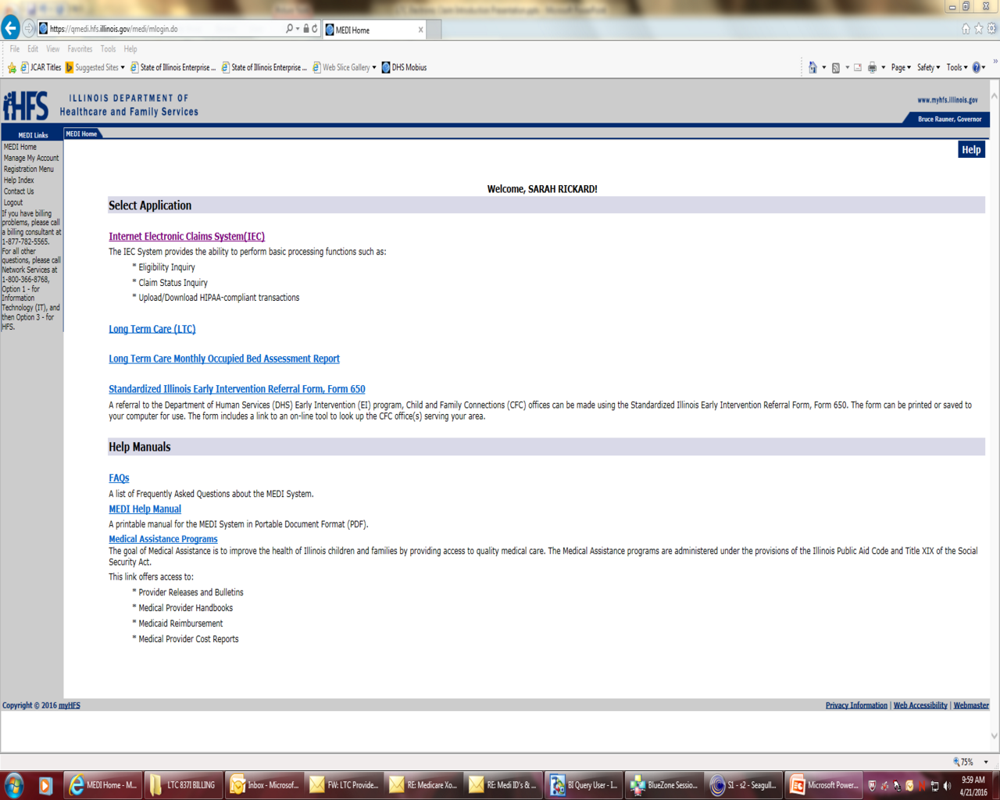 https://qmedi.hfs.illinois.gov/medi/mlogin.do
MEDI Home
File Edit View Favorites Tools Help
JCAR Titles Suggested Sites State of Illinois Enterprise ... State of Illinois Enterprise ... Web Slice Gallery DHS Mobius
Page Safety Tools
HFS
ILLINOIS DEPARTMENT OF
Healthcare and Family Services
www.myhfs.illinois.gov
Bruce Rauner, Governor
MEDI Links
MEDI Home
Manage My Account
Registration Menu
Help Index
Contact Us
Logout
If you have billing
problems, please call
a billing consultant at
1-877-782-5565.
For all other
questions, please call
Network Services at
1-800-366-8768,
Option 1 - for
Information
Technology (IT), and
then Option 3 - for
HFS.
MEDI Home
Help
Welcome, SARAH RICKARD!
Select Application
Internet Electronic Claims System(IEC)
The IEC System provides the ability to perform basic processing functions such as:
* Eligibility Inquiry
* Claim Status Inquiry
* Upload/Download HIPAA-compliant transactions
Long Term Care (LTC)
Long Term Care Monthly Occupied Bed Assessment Report
Standardized Illinois Early Intervention Referral Form, Form 650
A referral to the Department of Human Services (DHS) Early Intervention (EI) program, Child and Family Connections (CFC) offices can be made using the Standardized Illinois Early Intervention Referral Form, Form 650. The form can be printed or saved to
your computer for use. The form includes a link to an on-line tool to look up the CFC office(s) serving your area.
Help Manuals
FAQs
A list of Frequently Asked Questions about the MEDI System.
MEDI Help Manual
A printable manual for the MEDI System in Portable Document Format (PDF).
Medical Assistance Programs
The goal of Medical Assistance is to improve the health of Illinois children and families by providing access to quality medical care. The Medical Assistance programs are administered under the provisions of the Illinois Public Aid Code and Title XIX of the Social
Security Act.
This link offers access to:
* Provider Releases and Bulletins
* Medical Provider Handbooks
* Medicaid Reimbursement
* Medical Provider Cost Reports
Copyright © 2016 myHFS
Privacy Information | Web Accessibility | Webmaster
75%
MEDI Home - M... LTC 837I BILLING Inbox - Microsof... FW: LTC Provide... RE: Medicare Xo... RE: Medi ID's & ... BI Query User - I... BlueZone Sessio... S1 - s2 - Seagull... Microsoft Power...
9:59 AM
4/21/2016